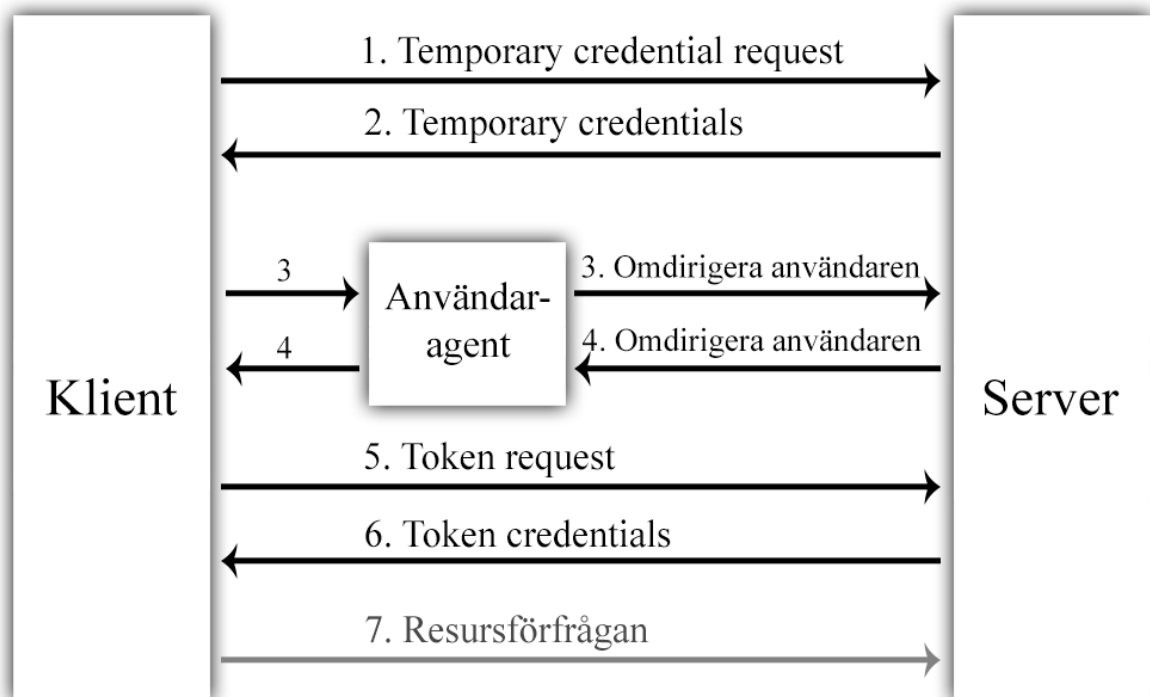 1. Temporary credential request
2. Temporary credentials
3
3. Omdirigera användaren
Användar-
agent
4
4. Omdirigera användaren
Klient
Server
5. Token request
6. Token credentials
7. Resursförfrågan